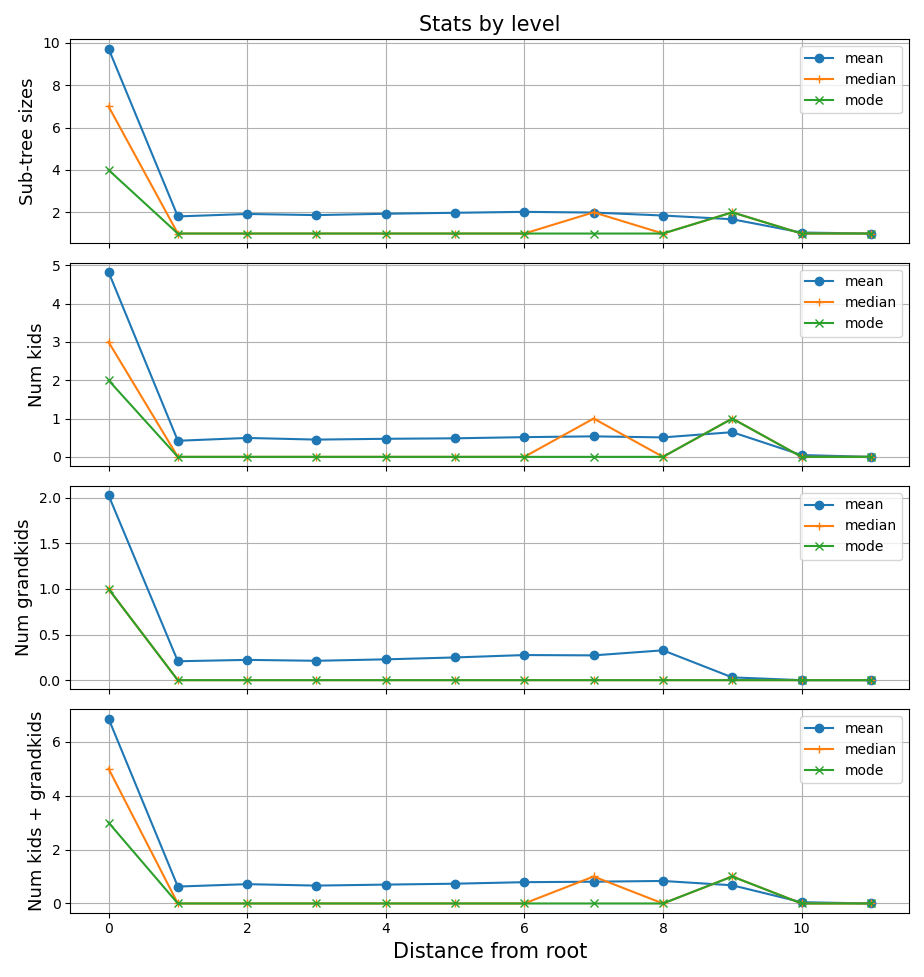 Stats by level
Sub-tree sizes
10
8
6
4
2
mean
median
mode
Num kids
5
4
3
2
1
0
mean
median
mode
Num grandkids
2.0
1.5
1.0
0.5
0.0
mean
median
mode
Num kids + grandkids
6
4
2
0
mean
median
mode
0 2 4 6 8 10
Distance from root